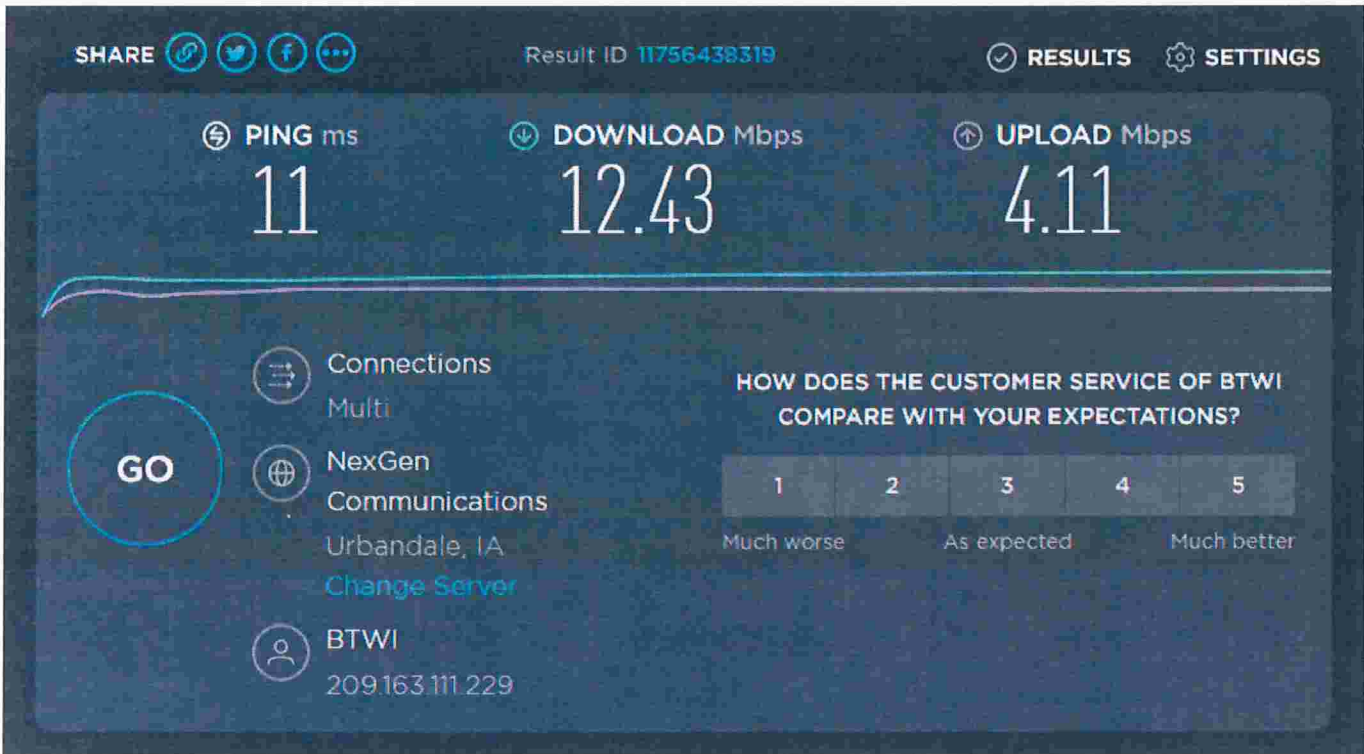 SHARE
Result ID 11756438319
RESULTS SETTINGS
PING ms
DOWNLOAD Mbps
UPLOAD Mbps
11
12.43
4.11
Connections
Multi
NexGen
Communications
Urbandale, IA
Change Server
BTWI
209.163.111.229
GO
HOW DOES THE CUSTOMER SERVICE OF BTWI
COMPARE WITH YOUR EXPECTATIONS?
1 2 3 4 5
Much worse As expected Much better